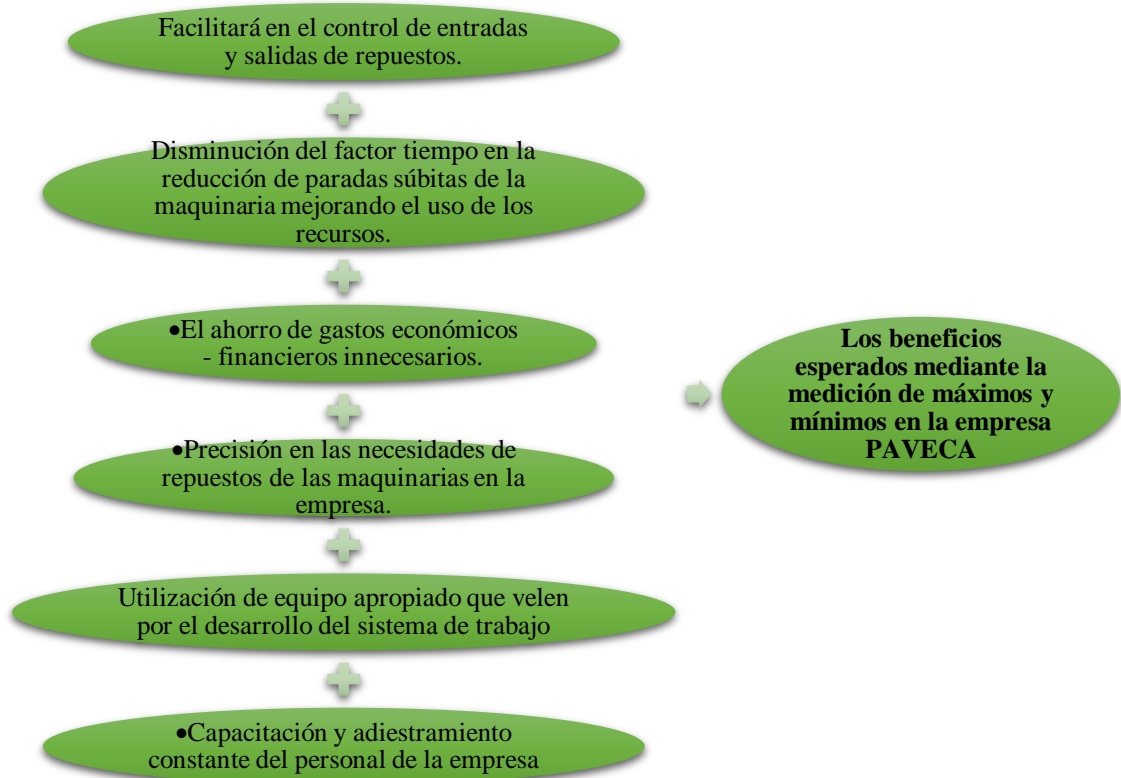 Facilitará en el control de entradas
y salidas de repuestos.
Disminución del factor tiempo en la
reducción de paradas súbitas de la
maquinaria mejorando el uso de los
recursos.
•El ahorro de gastos económicos
- financieros innecesarios.
•Precisión en las necesidades de
repuestos de las maquinarias en la
empresa.
Utilización de equipo apropiado que velen
por el desarrollo del sistema de trabajo
•Capacitación y adiestramiento
constante del personal de la empresa
Los beneficios
esperados mediante la
medición de máximos y
mínimos en la empresa
PAVECA